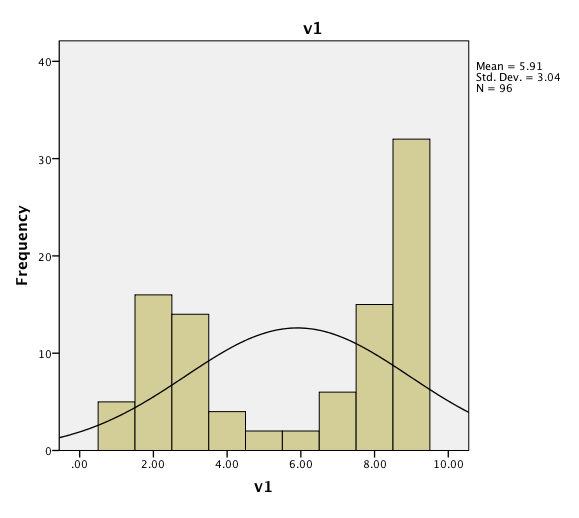 v1
Mean = 5.91
Std. Dev. = 3.04
N = 96
Frequency
40
30
20
10
0
.00 2.00 4.00 6.00 8.00 10.00
v1